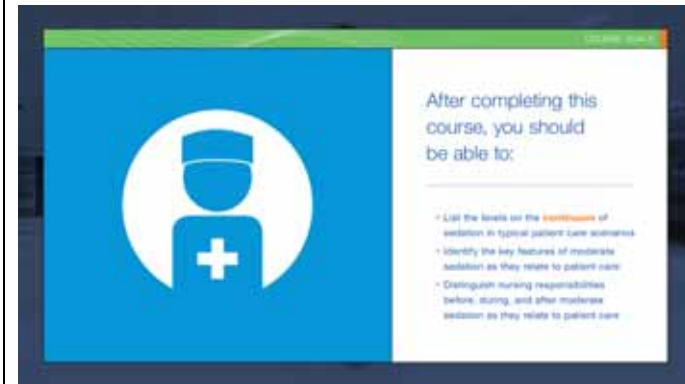 COURSE GOALS
After completing this
course, you should
be able to:
• List the levels on the continuum of
sedation in typical patient care scenarios
• Identify the key features of moderate
sedation as they relate to patient care
• Distinguish nursing responsibilities
before, during, and after moderate
sedation as they relate to patient care